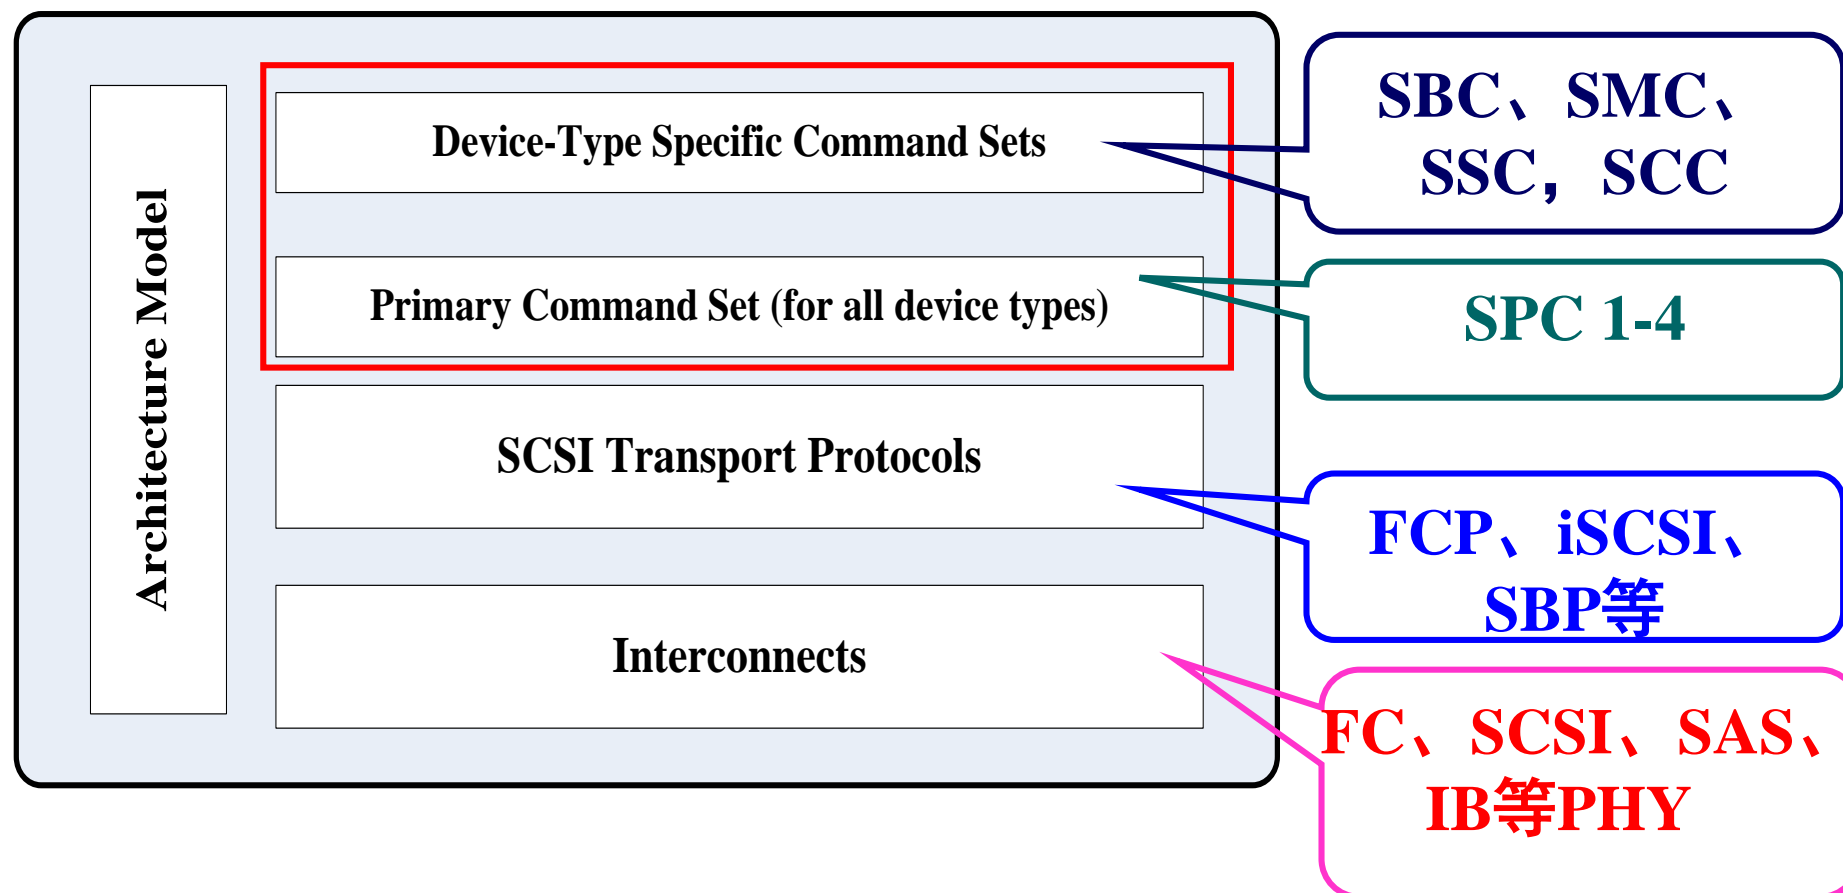 Architecture Model
Device-Type Specific Command Sets
Primary Command Set (for all device types)
SCSI Transport Protocols
Interconnects
SBC、SMC、
SSC，SCC
SPC 1-4
FCP、iSCSI、
SBP等
FC、SCSI、SAS、
IB等PHY